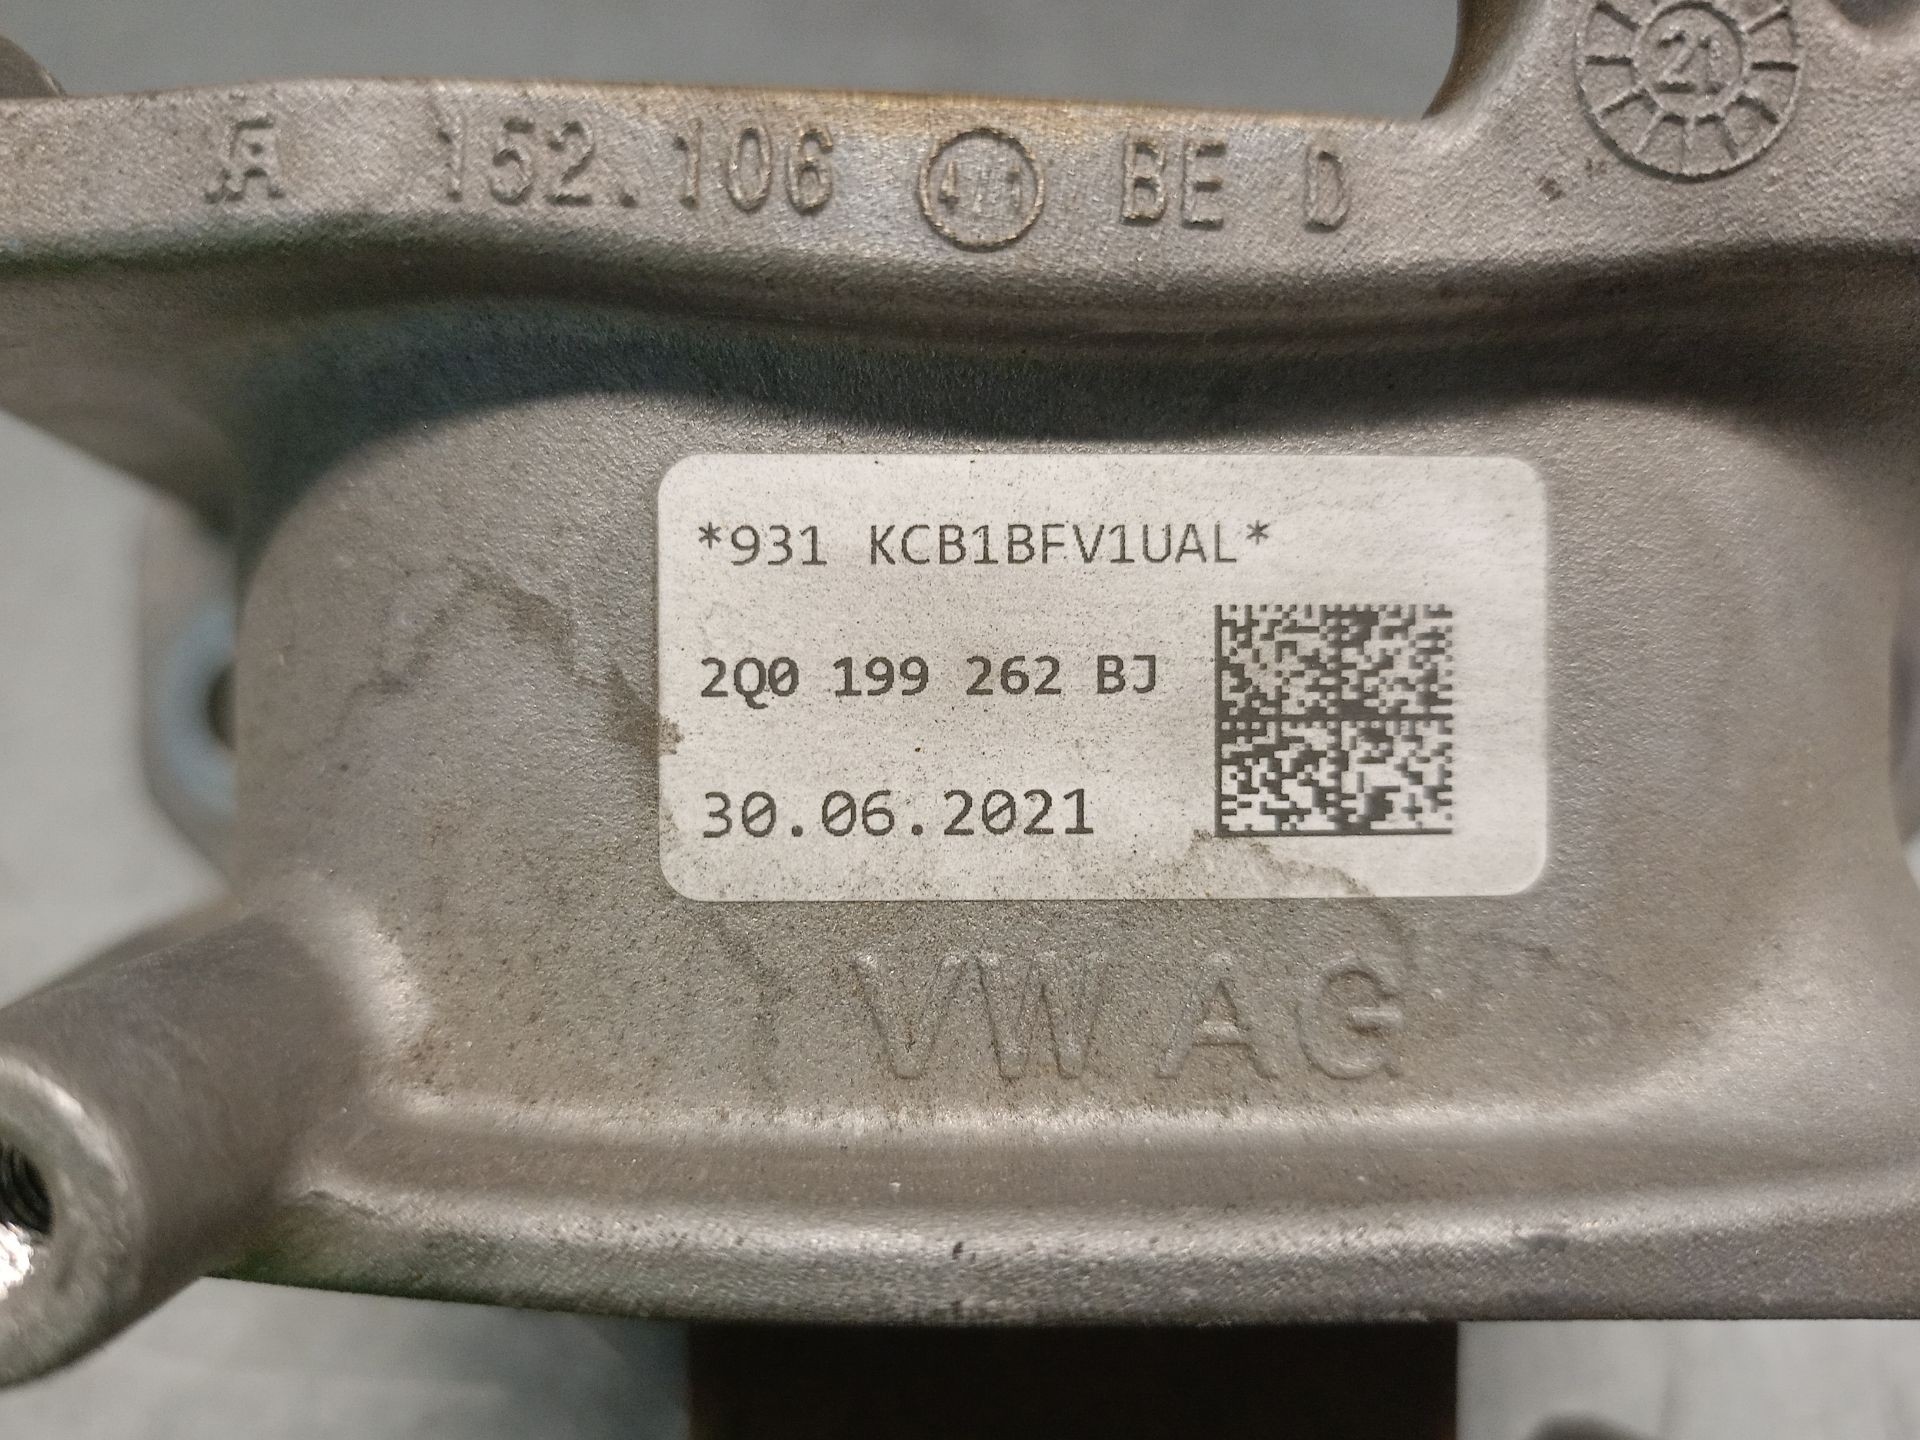 21
A 152.106 BE D
*931 KCB1BFV1UAL*
2Q0 199 262 BJ
30.06.2021
VW AG